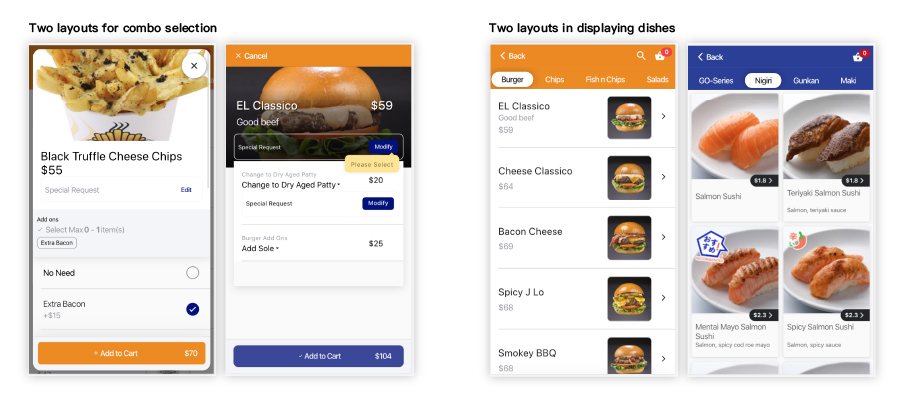 Two layouts for combo selection
×
Black Truffle Cheese Chips
$55
Special Request Edit
Add ons
✓ Select Max 0 - 1 item(s)
Extra Bacon
No Need
Extra Bacon
+$15
+ Add to Cart $70
× Cancel
EL Classico $59
Good beef
Special Request Modify
Please Select
Change to Dry Aged Patty
Change to Dry Aged Patty $20
Special Request Modify
Burger Add Ons
Add Sole $25
✓ Add to Cart $104
Two layouts in displaying dishes
Back 0
Burger Chips Fish n Chips Salads
EL Classico
Good beef
$59
Cheese Classico
$64
Bacon Cheese
$69
Spicy J Lo
$68
Smokey BBQ
$68
Back 0
GO-Series Nigiri Gunkan Maki
$1.8
Salmon Sushi
$1.8
Teriyaki Salmon Sushi
Salmon, teriyaki sauce
おすすめ
$2.3
Mentai Mayo Salmon
Sushi
Salmon, spicy cod roe mayo
$2.3
Spicy Salmon Sushi
Salmon, spicy sauce